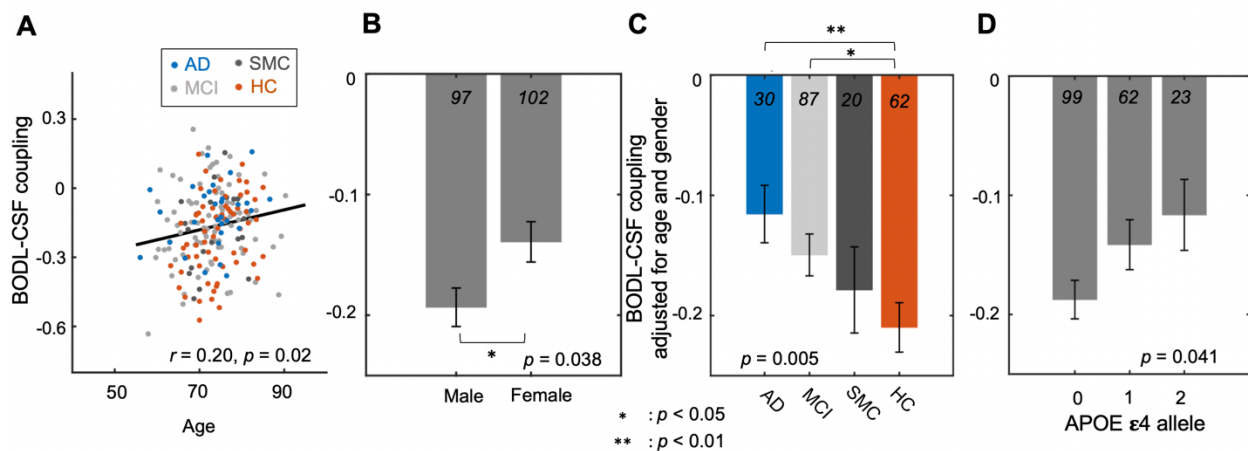 A
AD
SMC
MCI
HC
BODL-CSF coupling
0.3
0
-0.3
-0.6
r = 0.20, p = 0.02
50
70
90
Age
B
0
-0.1
-0.2
97
102
*
p = 0.038
Male
Female
C
**
*
BODL-CSF coupling
adjusted for age and gender
0
-0.1
-0.2
30
87
20
62
p = 0.005
AD
MCI
SMC
HC
* : p < 0.05
** : p < 0.01
D
0
-0.1
-0.2
99
62
23
p = 0.041
0
1
2
APOE ε4 allele